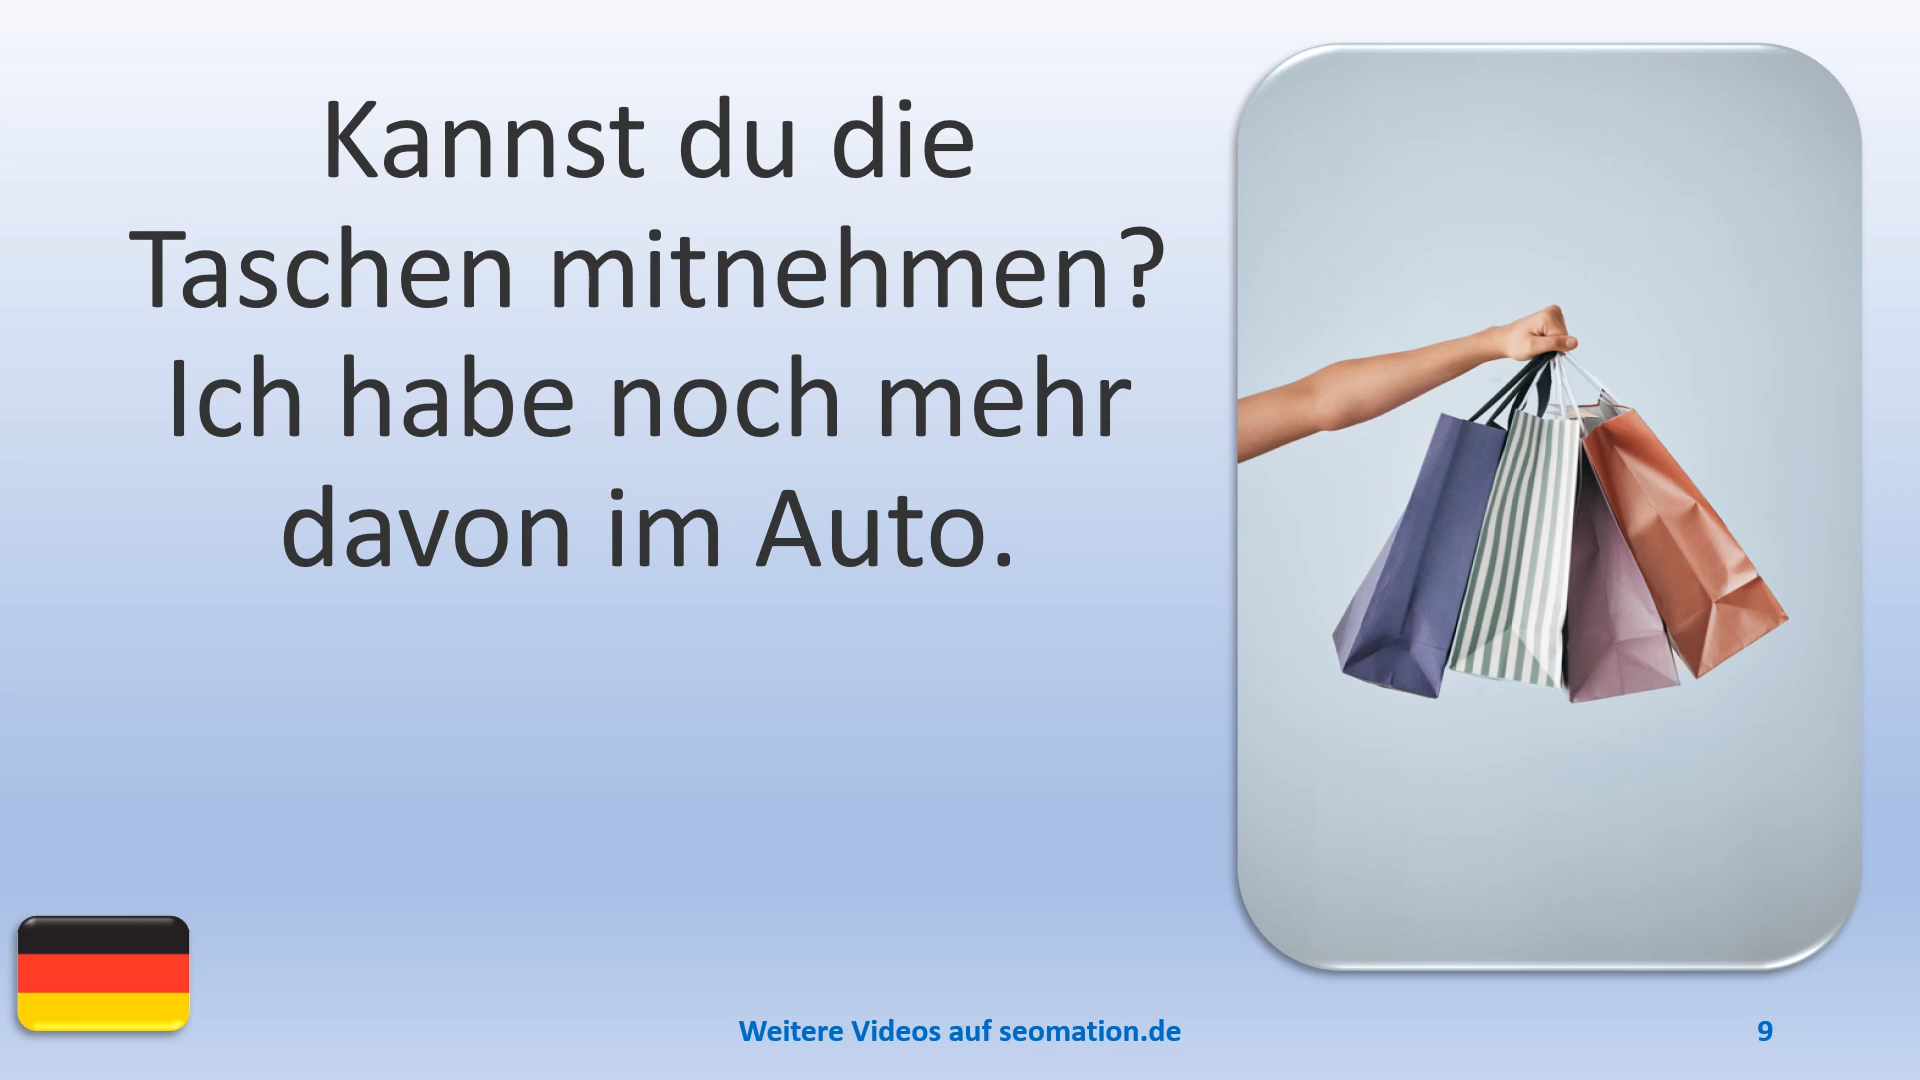 Kannst du die
Taschen mitnehmen?
Ich habe noch mehr
davon im Auto.
Weitere Videos auf seomation.de
9